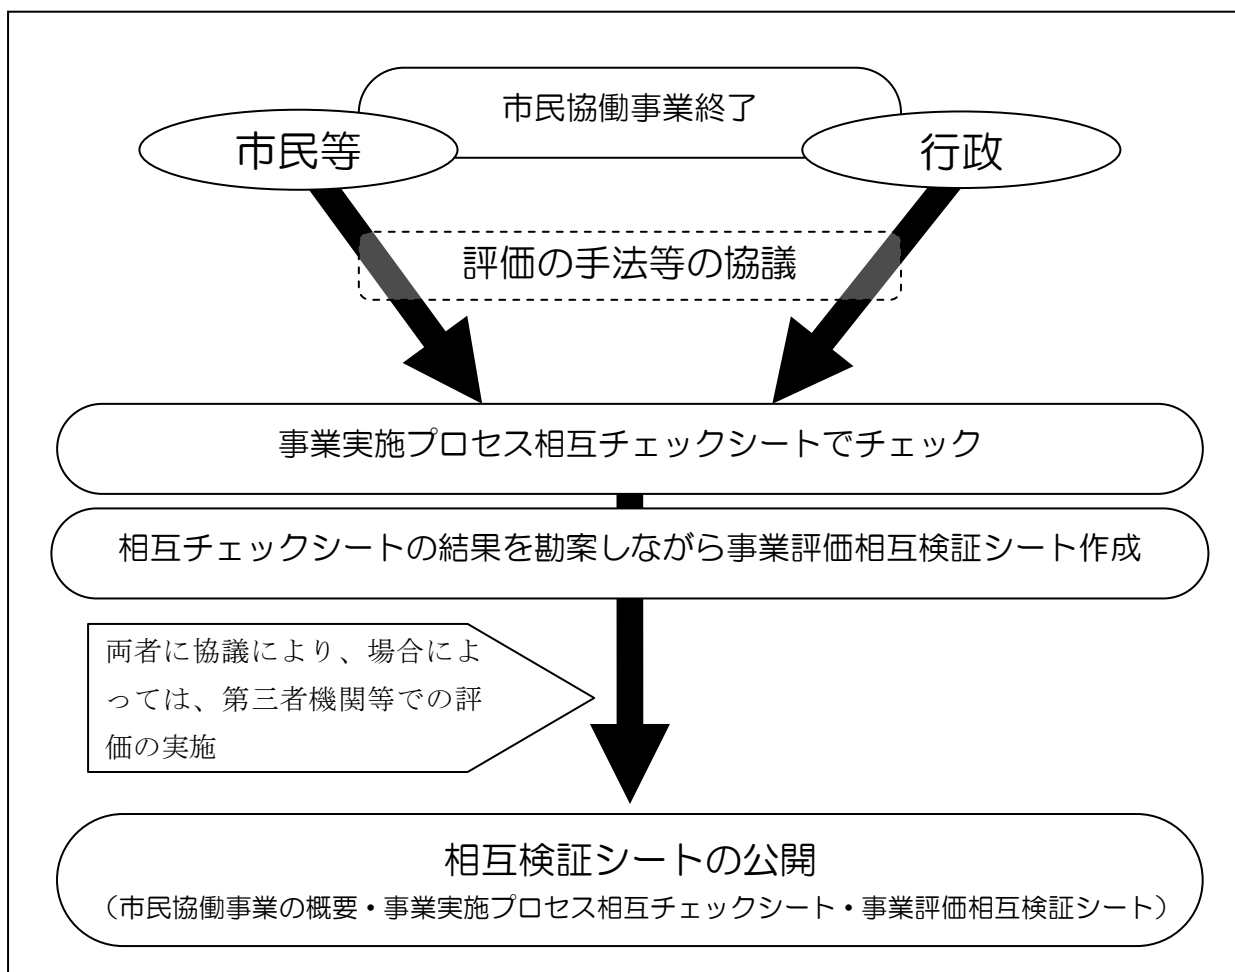 市民協働事業終了
市民等
行政
評価の手法等の協議
事業実施プロセス相互チェックシートでチェック
相互チェックシートの結果を勘案しながら事業評価相互検証シート作成
両者に協議により、場合によ
っては、第三者機関等での評
価の実施
相互検証シートの公開
（市民協働事業の概要・事業実施プロセス相互チェックシート・事業評価相互検証シート）